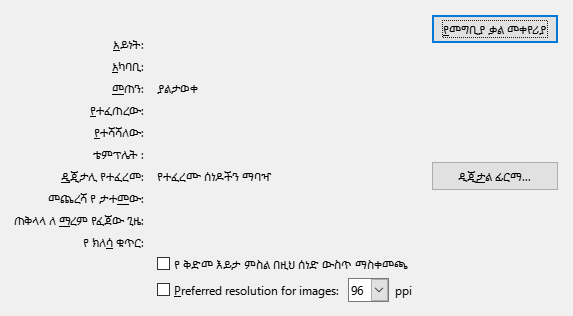 የመግቢያ ቃል መቀየሪያ
አይነት:
አካባቢ:
መጠን: ያልታወቀ
የተፈጠረው:
የተሻሻለው:
ቴምፕሌት :
ዲጂታሊ የተፈረመ: የተፈረሙ ሰነዶችን ማባዣ ዲጂታል ፊርማ...
መጨረሻ የ ታተመው:
ጠቅላላ ለ ማረም የፈጀው ጊዜ:
የ ክለሳ ቁጥር:
የ ቅድመ እይታ ምስል በዚህ ሰነድ ውስጥ ማስቀመጫ
Preferred resolution for images: 96 ppi